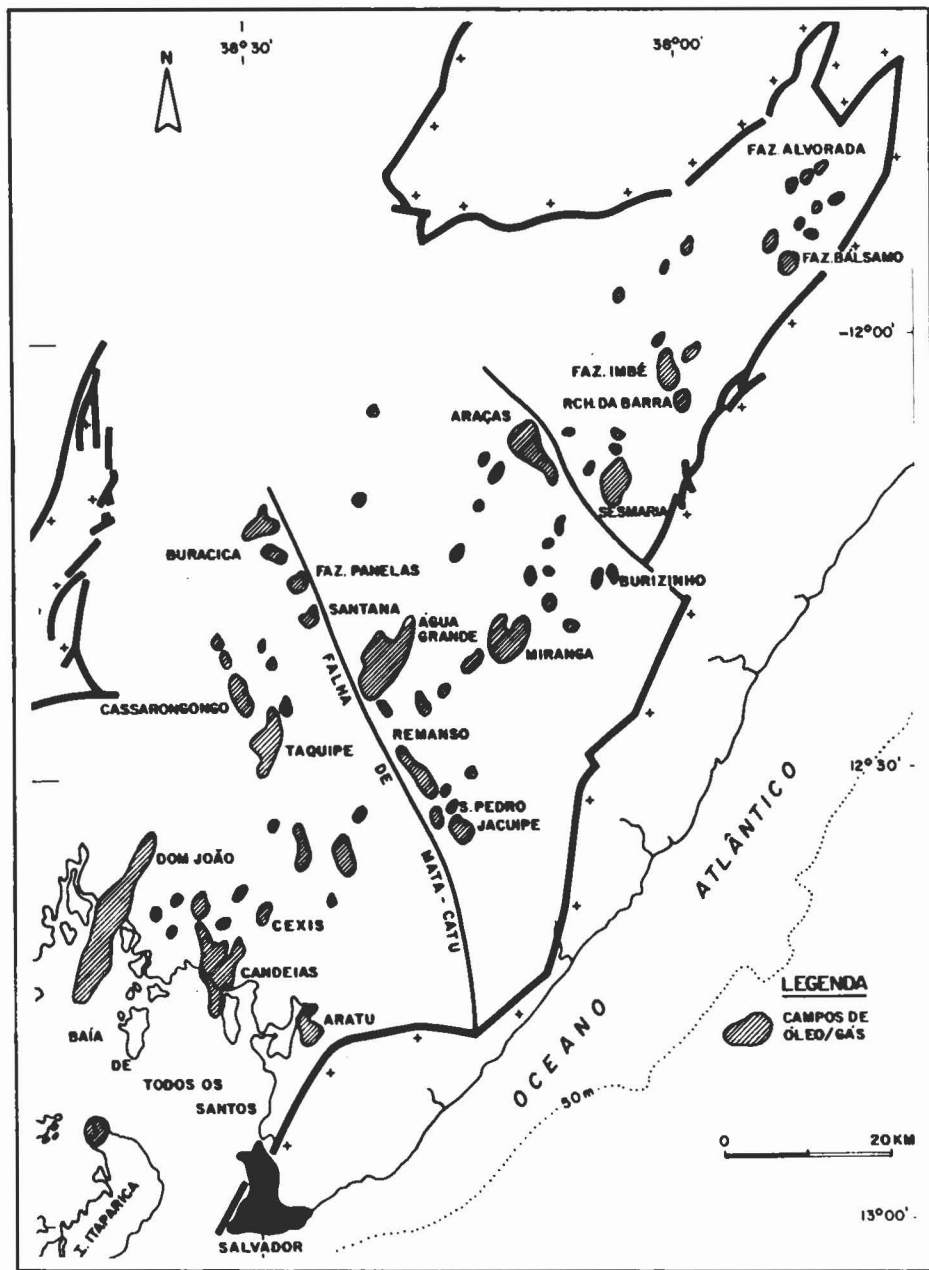 38°30'
38°00'
N
FAZ. ALVORADA
FAZ. BÁLSAMO
-12°00'
FAZ. IMBÉ
RCH. DA BARRA
ARAÇAS
SESMARIA
BURACICA
FAZ. PANELAS
BURIZINHO
SANTANA
ÁGUA
GRANDE
MIRANGA
FALHA DE MATA-CATU
CASSARONGONGO
REMANSO
TAQUIPE
12°30'
S. PEDRO
JACUIPE
DOM JOÃO
CEXIS
CANDEIAS
ARATU
BAÍA
DE
TODOS OS
SANTOS
OCEANO ATLÂNTICO
50m
LEGENDA
CAMPOS DE
ÓLEO/GÁS
0 20 KM
I. ITAPARICA
SALVADOR
13°00'